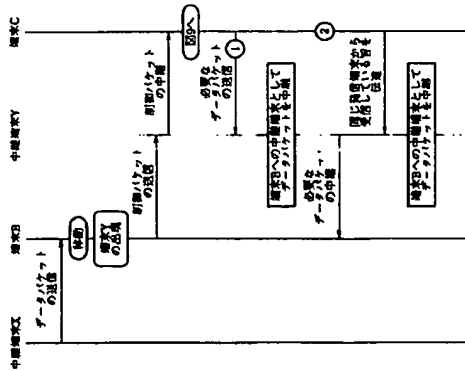 中継端末X
端末B
中継端末Y
端末C
データパケット
の送信
移動
端末Y
の出現
制御パケット
の送信
制御パケット
の中継
図9へ
①
必要な
データパケット
の送信
端末Bへの中継端末として
データパケットを中継
②
必要な
データパケット
の中継
同じ発信端末から
受信している旨を
伝達
端末Bへの中継端末として
データパケットを中継